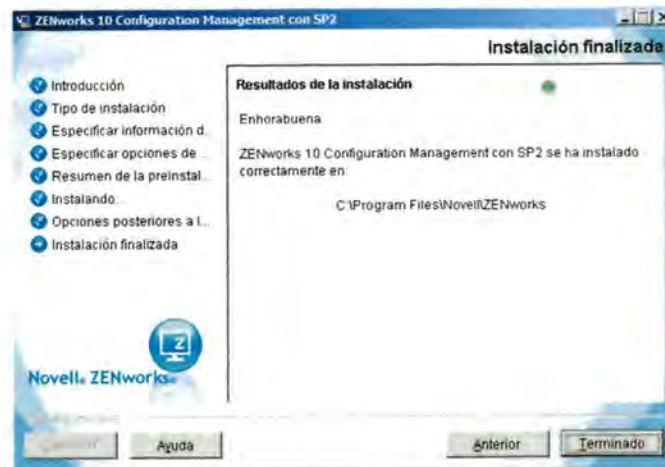 ZENworks 10 Configuration Management con SP2
Instalación finalizada
Introducción
Tipo de instalación
Especificar información d.
Especificar opciones de ...
Resumen de la preinstal...
Instalando...
Opciones posteriores a l...
Instalación finalizada
Novell® ZENworks®
Resultados de la instalación
Enhorabuena.
ZENworks 10 Configuration Management con SP2 se ha instalado
correctamente en:
C:\Program Files\Novell\ZENworks
Ayuda
Anterior
Terminado